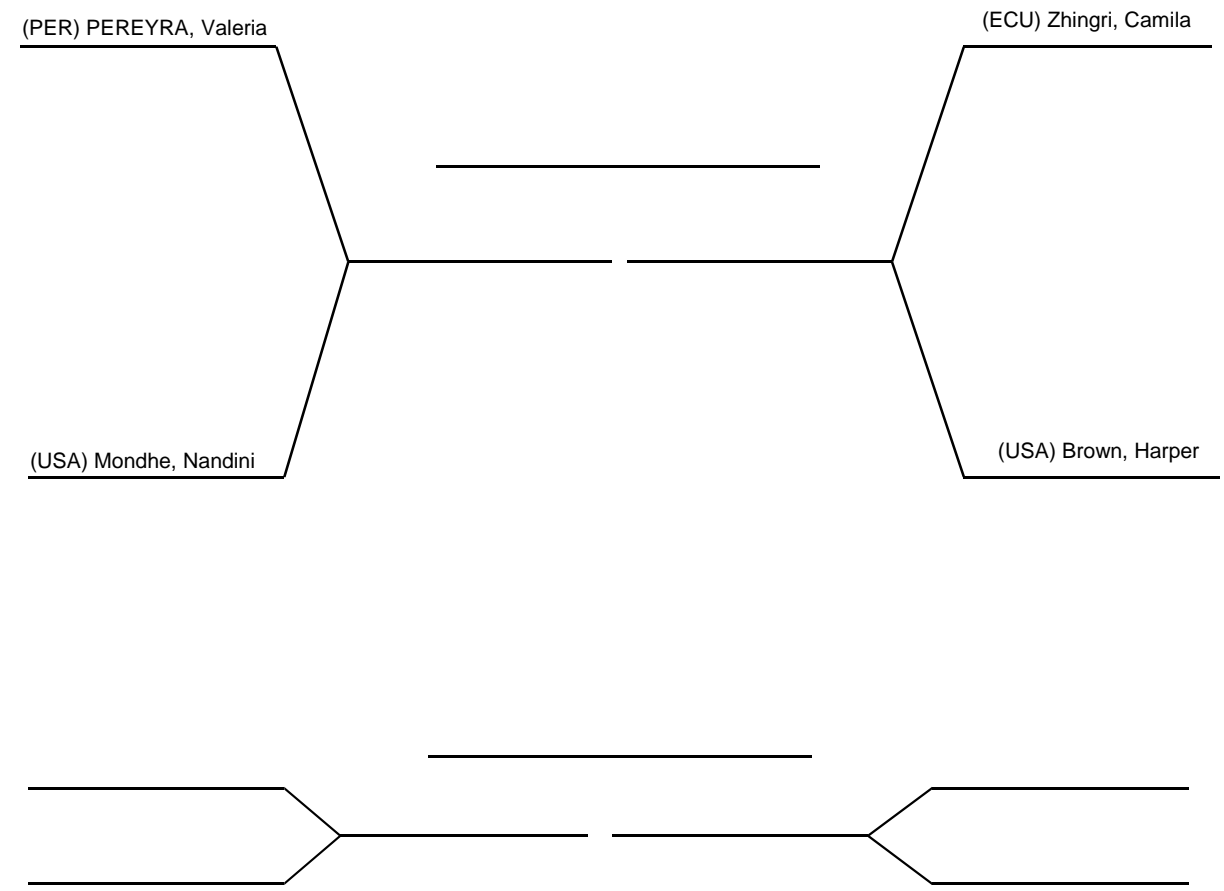 (PER) PEREYRA, Valeria
(ECU) Zhingri, Camila
(USA) Mondhe, Nandini
(USA) Brown, Harper